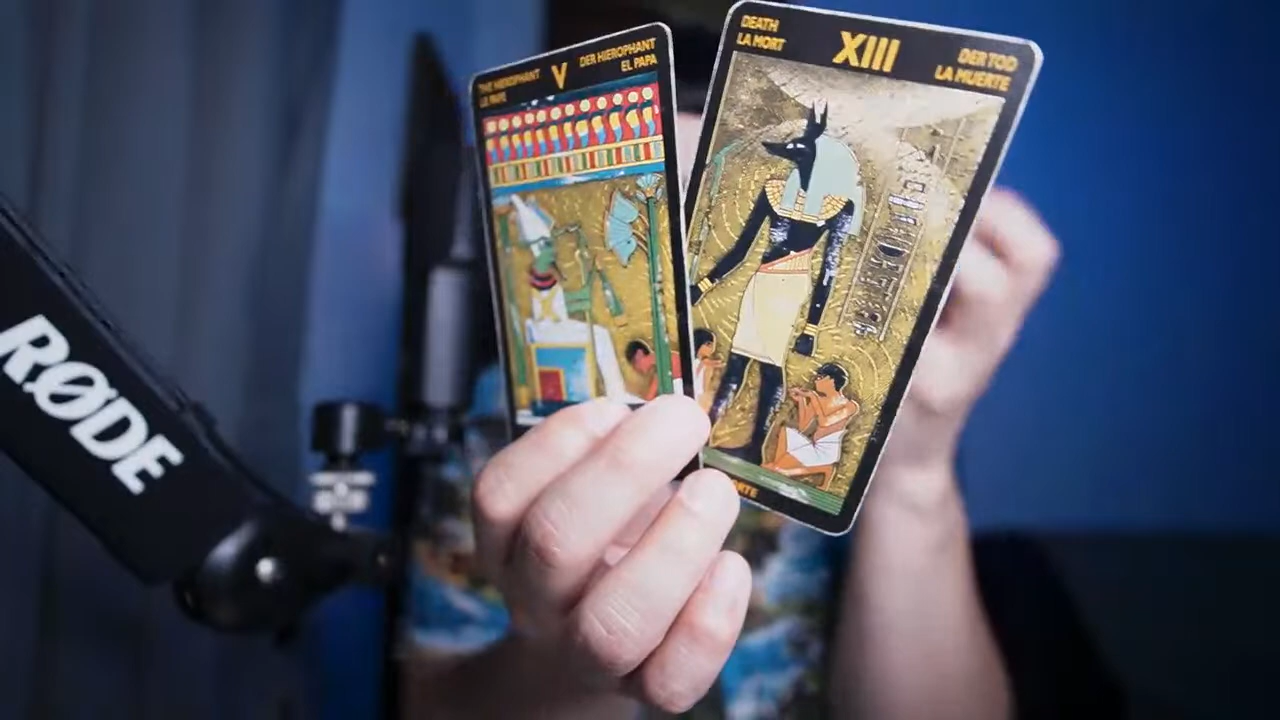 RØDE
THE HIEROPHANT
LE PAPE
V
DER HIEROPHANT
EL PAPA
DEATH
LA MORT
XIII
DER TOD
LA MUERTE